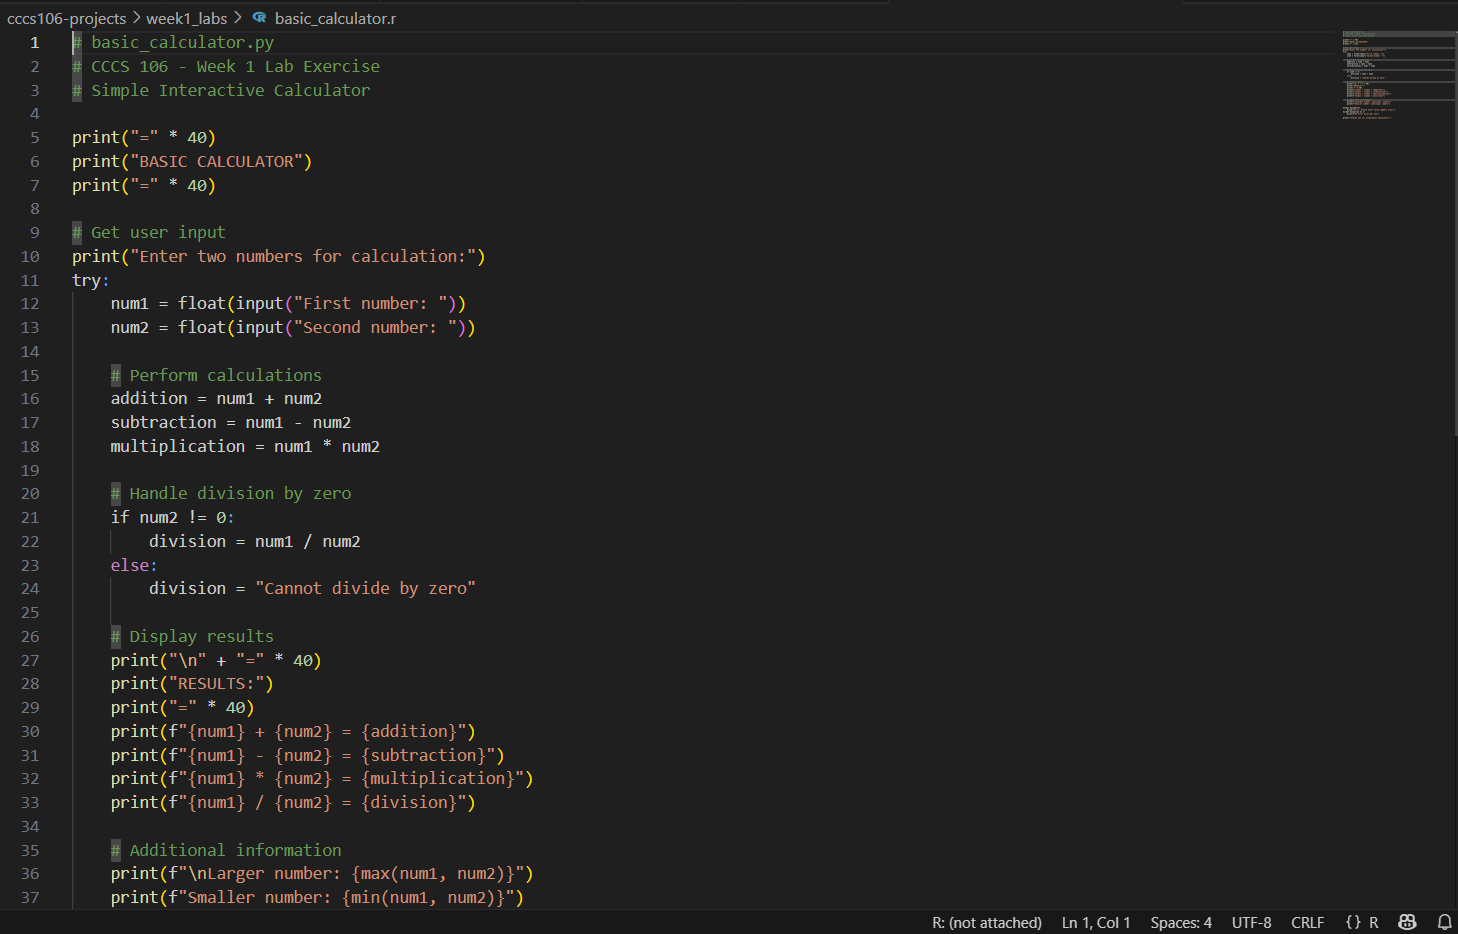 cccs106-projects > week1_labs > basic_calculator.r
1 # basic_calculator.py
2 # CCCS 106 - Week 1 Lab Exercise
3 # Simple Interactive Calculator
4
5 print("=" * 40)
6 print("BASIC CALCULATOR")
7 print("=" * 40)
8
9 # Get user input
10 print("Enter two numbers for calculation:")
11 try:
12     num1 = float(input("First number: "))
13     num2 = float(input("Second number: "))
14
15     # Perform calculations
16     addition = num1 + num2
17     subtraction = num1 - num2
18     multiplication = num1 * num2
19
20     # Handle division by zero
21     if num2 != 0:
22         division = num1 / num2
23     else:
24         division = "Cannot divide by zero"
25
26     # Display results
27     print("\n" + "=" * 40)
28     print("RESULTS:")
29     print("=" * 40)
30     print(f"{num1} + {num2} = {addition}")
31     print(f"{num1} - {num2} = {subtraction}")
32     print(f"{num1} * {num2} = {multiplication}")
33     print(f"{num1} / {num2} = {division}")
34
35     # Additional information
36     print(f"\nLarger number: {max(num1, num2)}")
37     print(f"Smaller number: {min(num1, num2)}")
R: (not attached) Ln 1, Col 1 Spaces: 4 UTF-8 CRLF {} R